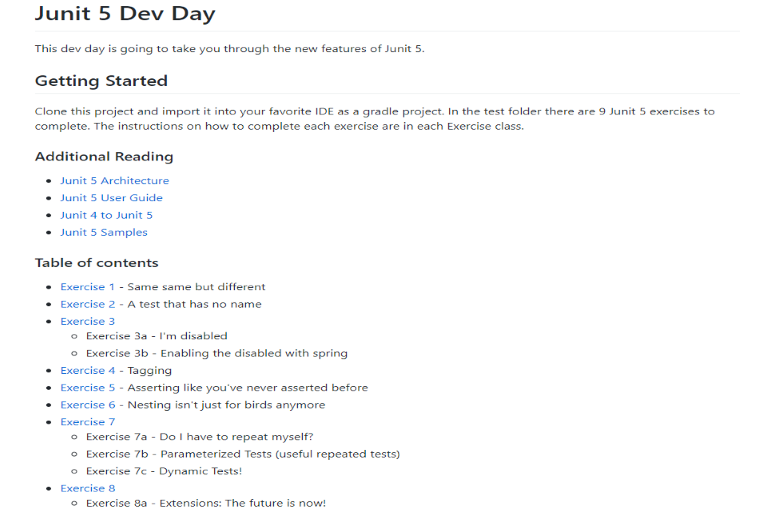 Junit 5 Dev Day
This dev day is going to take you through the new features of Junit 5.
Getting Started
Clone this project and import it into your favorite IDE as a gradle project. In the test folder there are 9 Junit 5 exercises to
complete. The instructions on how to complete each exercise are in each Exercise class.
Additional Reading
Junit 5 Architecture
Junit 5 User Guide
Junit 4 to Junit 5
Junit 5 Samples
Table of contents
Exercise 1 - Same same but different
Exercise 2 - A test that has no name
Exercise 3
Exercise 3a - I'm disabled
Exercise 3b - Enabling the disabled with spring
Exercise 4 - Tagging
Exercise 5 - Asserting like you've never asserted before
Exercise 6 - Nesting isn't just for birds anymore
Exercise 7
Exercise 7a - Do I have to repeat myself?
Exercise 7b - Parameterized Tests (useful repeated tests)
Exercise 7c - Dynamic Tests!
Exercise 8
Exercise 8a - Extensions: The future is now!